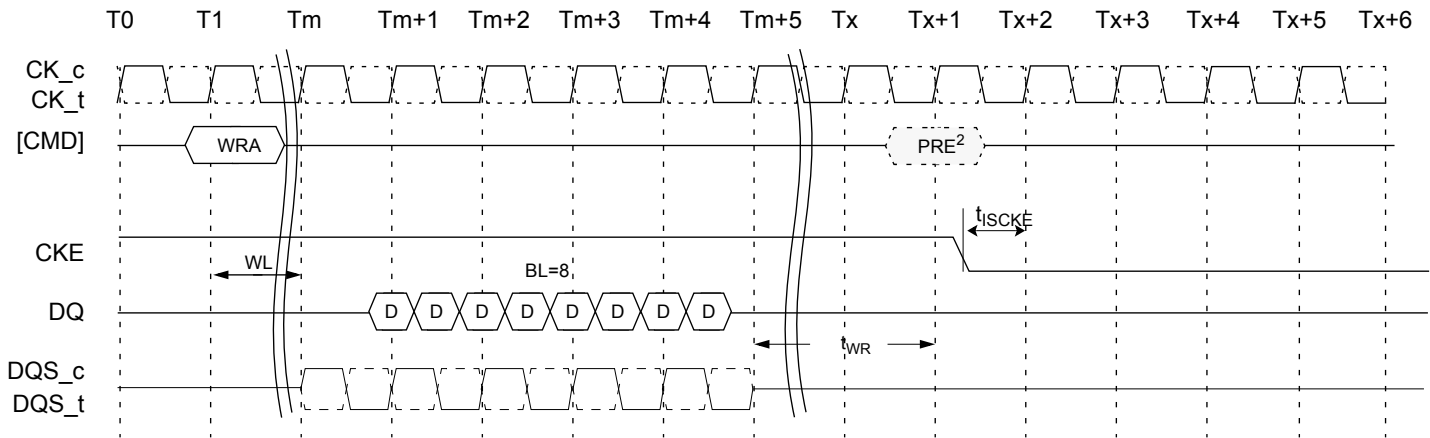 T0 T1 Tm Tm+1 Tm+2 Tm+3 Tm+4 Tm+5 Tx Tx+1 Tx+2 Tx+3 Tx+4 Tx+5 Tx+6
CK_c
CK_t
[CMD] WRA PRE²
tISCKE
CKE
WL BL=8
DQ D D D D D D D D
tWR
DQS_c
DQS_t